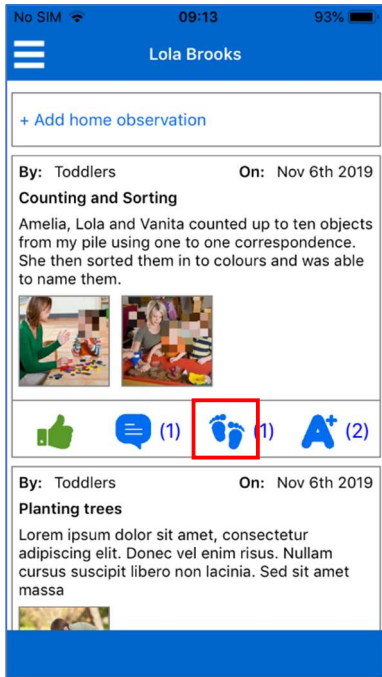 No SIM 09:13 93%
Lola Brooks
+ Add home observation
By: Toddlers On: Nov 6th 2019
Counting and Sorting
Amelia, Lola and Vanita counted up to ten objects
from my pile using one to one correspondence.
She then sorted them in to colours and was able
to name them.
(1) (1) A+ (2)
By: Toddlers On: Nov 6th 2019
Planting trees
Lorem ipsum dolor sit amet, consectetur
adipiscing elit. Donec vel enim risus. Nullam
cursus suscipit libero non lacinia. Sed sit amet
massa